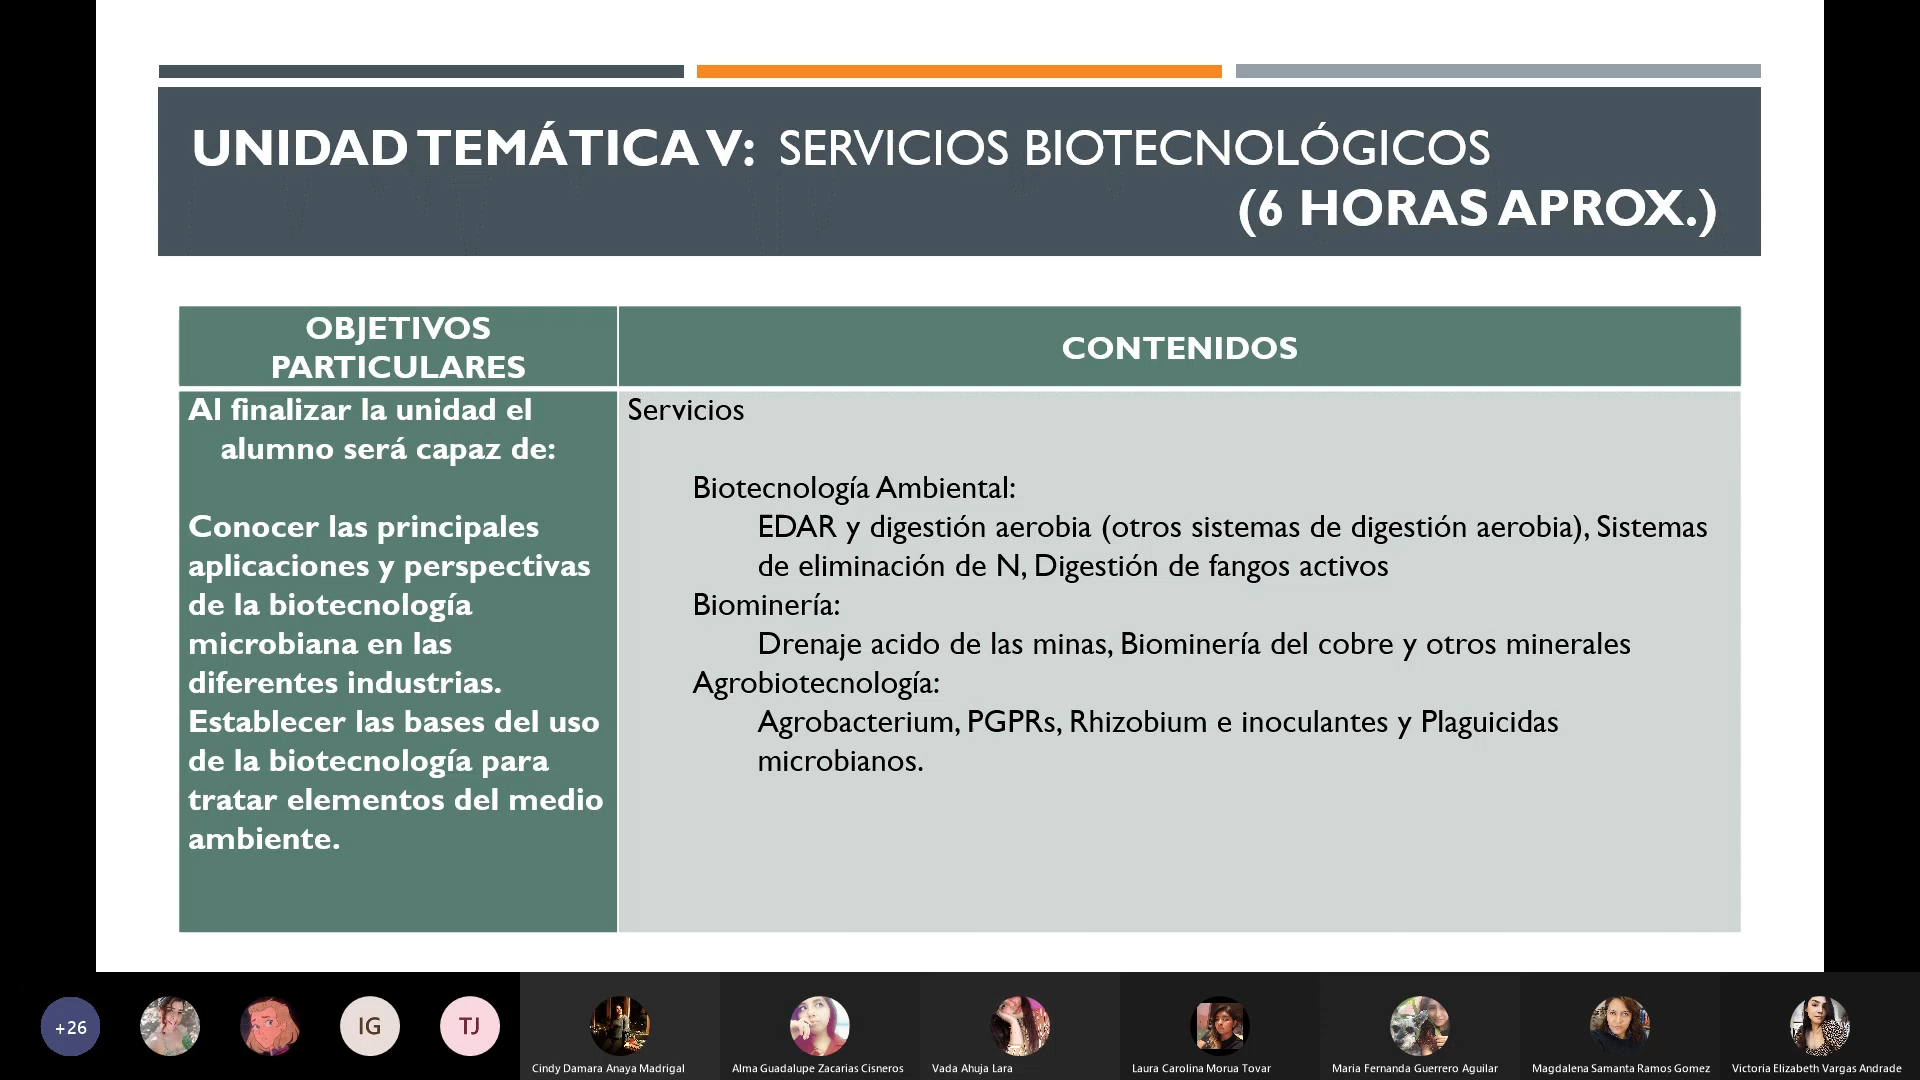 UNIDAD TEMÁTICA V: SERVICIOS BIOTECNOLÓGICOS
(6 HORAS APROX.)
OBJETIVOS
PARTICULARES
CONTENIDOS
Al finalizar la unidad el
alumno será capaz de:
Conocer las principales
aplicaciones y perspectivas
de la biotecnología
microbiana en las
diferentes industrias.
Establecer las bases del uso
de la biotecnología para
tratar elementos del medio
ambiente.
Servicios
Biotecnología Ambiental:
EDAR y digestión aerobia (otros sistemas de digestión aerobia), Sistemas
de eliminación de N, Digestión de fangos activos
Biominería:
Drenaje acido de las minas, Biominería del cobre y otros minerales
Agrobiotecnología:
Agrobacterium, PGPRs, Rhizobium e inoculantes y Plaguicidas
microbianos.
+26
IG
TJ
Cindy Damara Anaya Madrigal
Alma Guadalupe Zacarias Cisneros
Vada Ahuja Lara
Laura Carolina Morua Tovar
Maria Fernanda Guerrero Aguilar
Magdalena Samanta Ramos Gomez
Victoria Elizabeth Vargas Andrade